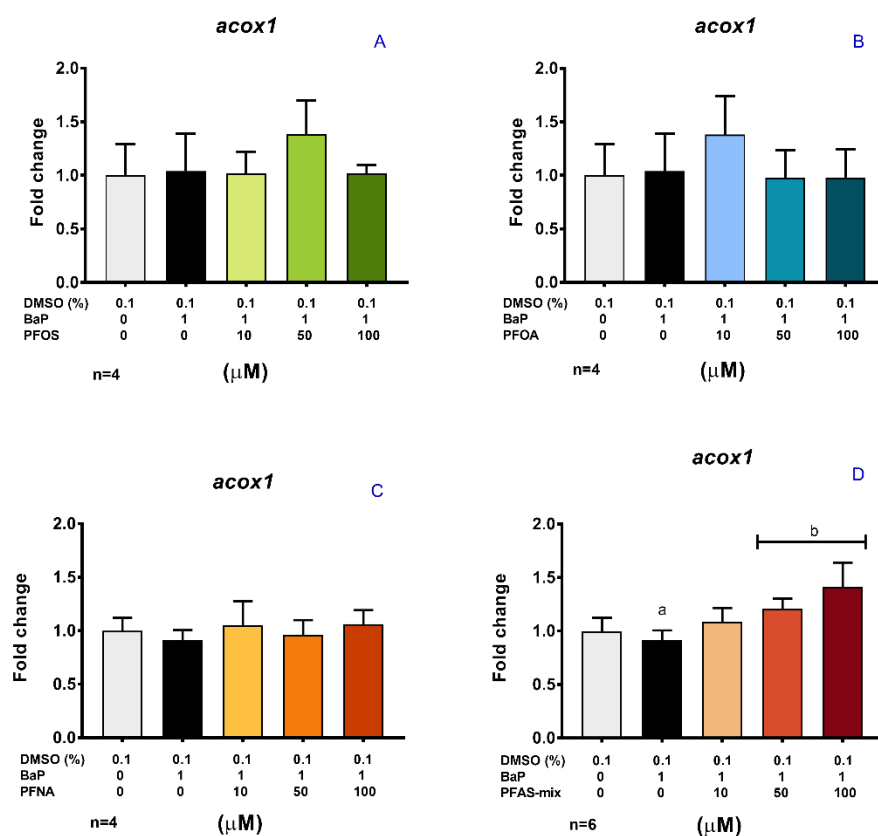 acox1
A
2.0
1.5
1.0
0.5
0.0
Fold change
DMSO (%) 0.1 0.1 0.1 0.1 0.1
BaP 0 1 1 1 1
PFOS 0 0 10 50 100
n=4 (μM)
acox1
B
2.0
1.5
1.0
0.5
0.0
Fold change
DMSO (%) 0.1 0.1 0.1 0.1 0.1
BaP 0 1 1 1 1
PFOA 0 0 10 50 100
n=4 (μM)
acox1
C
2.0
1.5
1.0
0.5
0.0
Fold change
DMSO (%) 0.1 0.1 0.1 0.1 0.1
BaP 0 1 1 1 1
PFNA 0 0 10 50 100
n=4 (μM)
acox1
D
2.0
1.5
1.0
0.5
0.0
Fold change
a
b
DMSO (%) 0.1 0.1 0.1 0.1 0.1
BaP 0 1 1 1 1
PFAS-mix 0 0 10 50 100
n=6 (μM)